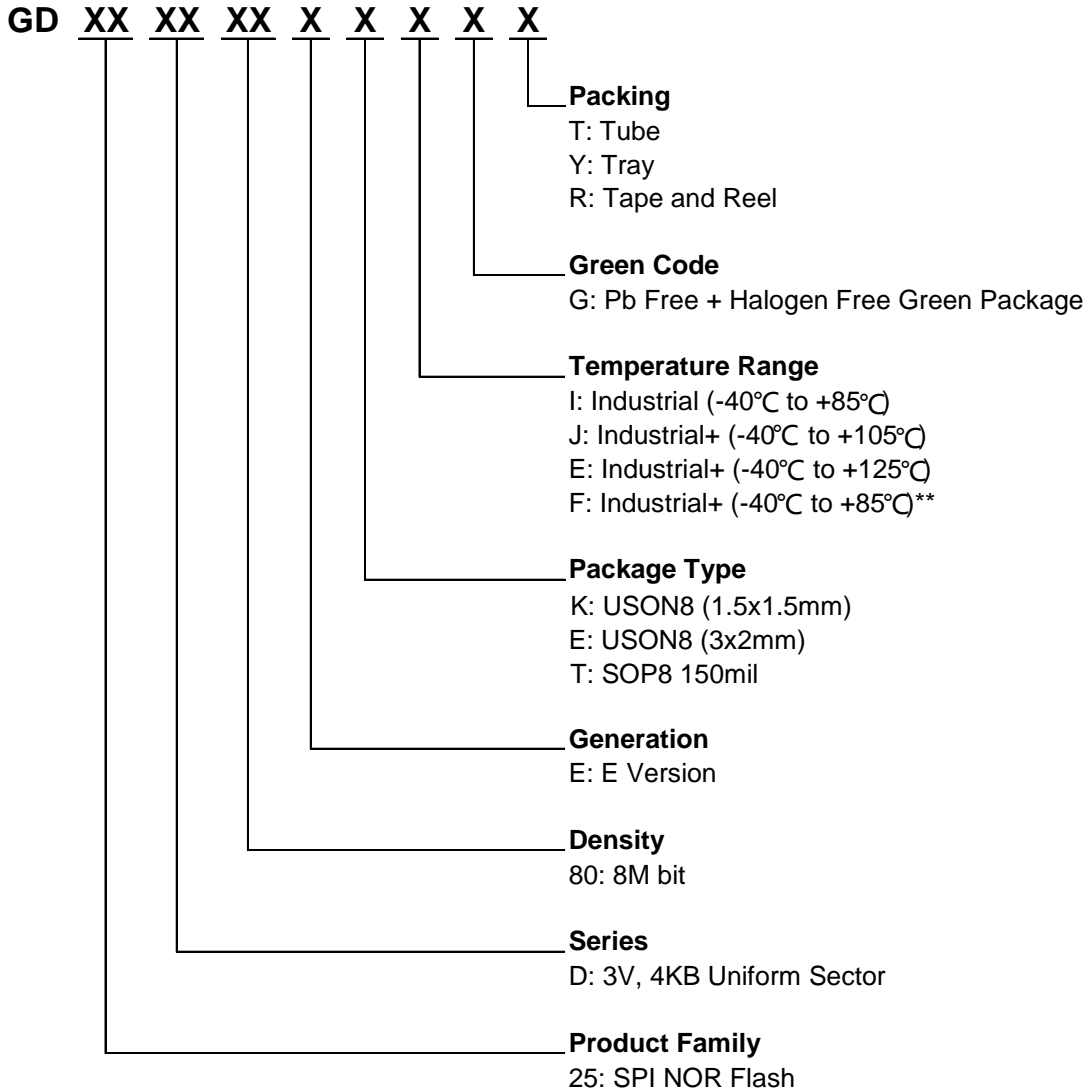 GD XX XX XX X X X X X
Packing
T: Tube
Y: Tray
R: Tape and Reel
Green Code
G: Pb Free + Halogen Free Green Package
Temperature Range
I: Industrial (-40℃ to +85℃)
J: Industrial+ (-40℃ to +105℃)
E: Industrial+ (-40℃ to +125℃)
F: Industrial+ (-40℃ to +85℃)**
Package Type
K: USON8 (1.5x1.5mm)
E: USON8 (3x2mm)
T: SOP8 150mil
Generation
E: E Version
Density
80: 8M bit
Series
D: 3V, 4KB Uniform Sector
Product Family
25: SPI NOR Flash